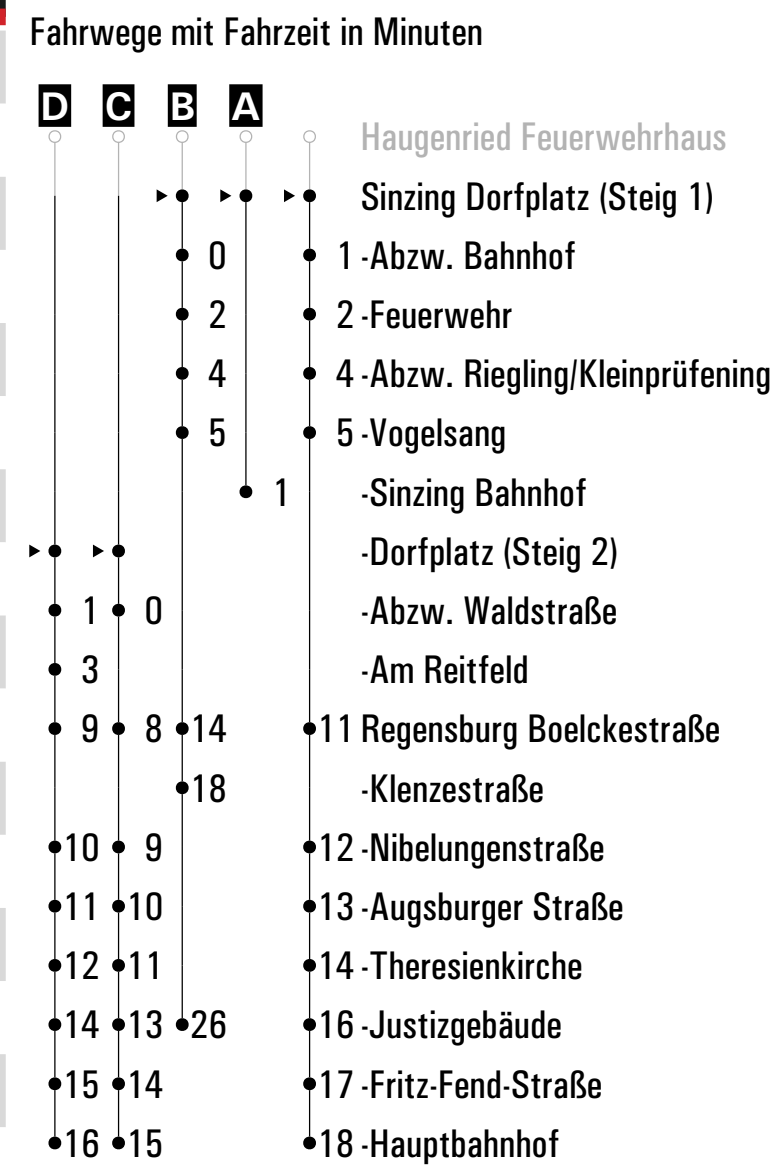 Fahrwege mit Fahrzeit in Minuten
D C B A
Haugenried Feuerwehrhaus
Sinzing Dorfplatz (Steig 1)
0 1 -Abzw. Bahnhof
2 2 -Feuerwehr
4 4 -Abzw. Riegling/Kleinprüfening
5 5 -Vogelsang
1 -Sinzing Bahnhof
-Dorfplatz (Steig 2)
1 0 -Abzw. Waldstraße
3 -Am Reitfeld
9 8 14 11 Regensburg Boelckestraße
18 -Klenzestraße
10 9 12 -Nibelungenstraße
11 10 13 -Augsburger Straße
12 11 14 -Theresienkirche
14 13 26 16 -Justizgebäude
15 14 17 -Fritz-Fend-Straße
16 15 18 -Hauptbahnhof